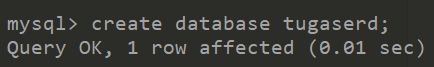 mysql> create database tugaserd;
Query OK, 1 row affected (0.01 sec)